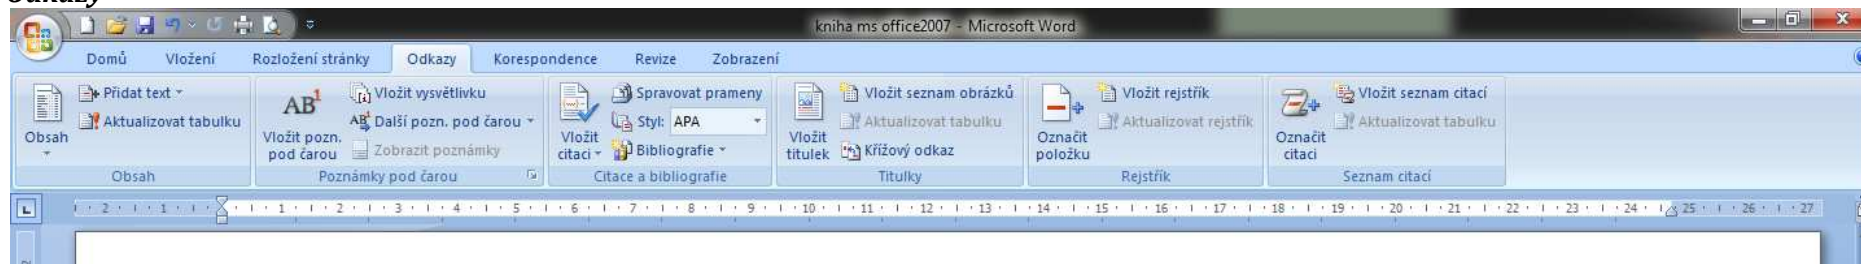 Odkazy
kniha ms office2007 - Microsoft Word
Domů Vložení Rozložení stránky Odkazy Korespondence Revize Zobrazení
Obsah
Přidat text
Aktualizovat tabulku
Obsah
AB1
Vložit pozn.
pod čarou
Vložit vysvětlivku
Další pozn. pod čarou
Zobrazit poznámky
Poznámky pod čarou
Vložit
citaci
Spravovat prameny
Styl: APA
Bibliografie
Citace a bibliografie
Vložit
titulek
Vložit seznam obrázků
Aktualizovat tabulku
Křížový odkaz
Titulky
Označit
položku
Vložit rejstřík
Aktualizovat rejstřík
Rejstřík
Označit
citaci
Vložit seznam citací
Aktualizovat tabulku
Seznam citací
L 2 1 1 2 3 4 5 6 7 8 9 10 11 12 13 14 15 16 17 18 19 20 21 22 23 24 25 26 27